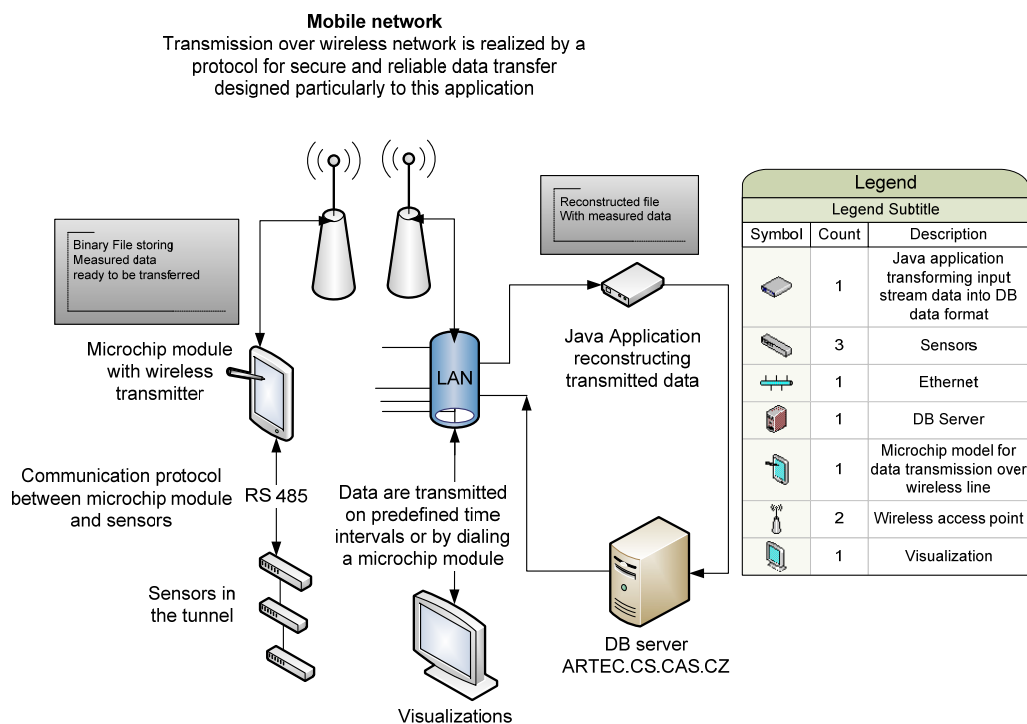 Mobile network
Transmission over wireless network is realized by a
protocol for secure and reliable data transfer
designed particularly to this application
Binary File storing
Measured data
ready to be transferred
Reconstructed file
With measured data
Microchip module
with wireless
transmitter
LAN
Java Application
reconstructing
transmitted data
Communication protocol
between microchip module
and sensors
RS 485
Data are transmitted
on predefined time
intervals or by dialing
a microchip module
Sensors in
the tunnel
Visualizations
DB server
ARTEC.CS.CAS.CZ
Legend
Legend Subtitle
Symbol Count Description
1 Java application
transforming input
stream data into DB
data format
3 Sensors
1 Ethernet
1 DB Server
1 Microchip model for
data transmission over
wireless line
2 Wireless access point
1 Visualization